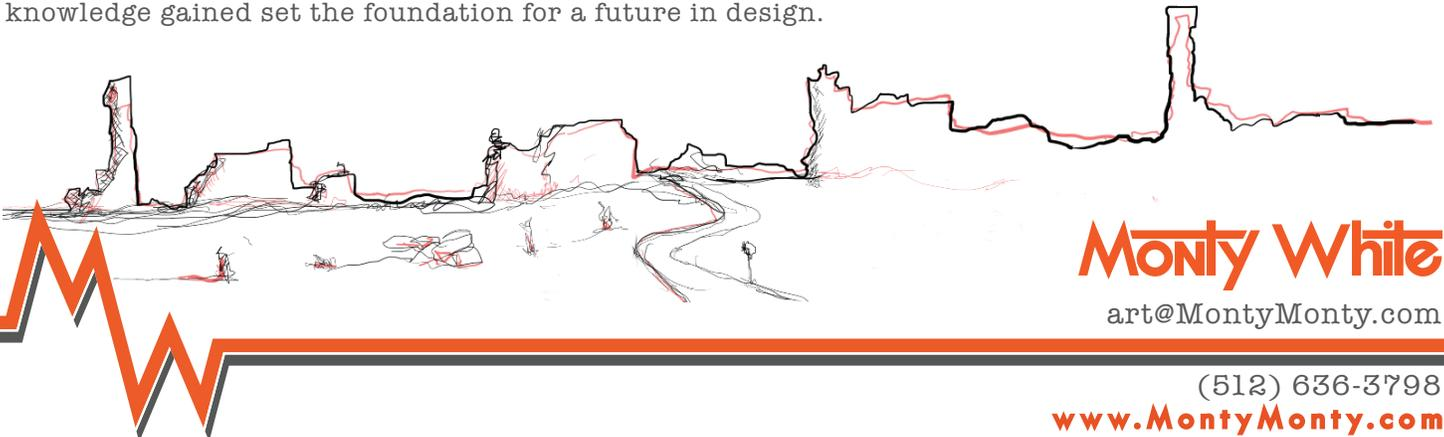 knowledge gained set the foundation for a future in design.
Monty White
art@MontyMonty.com
(512) 636-3798
www.MontyMonty.com